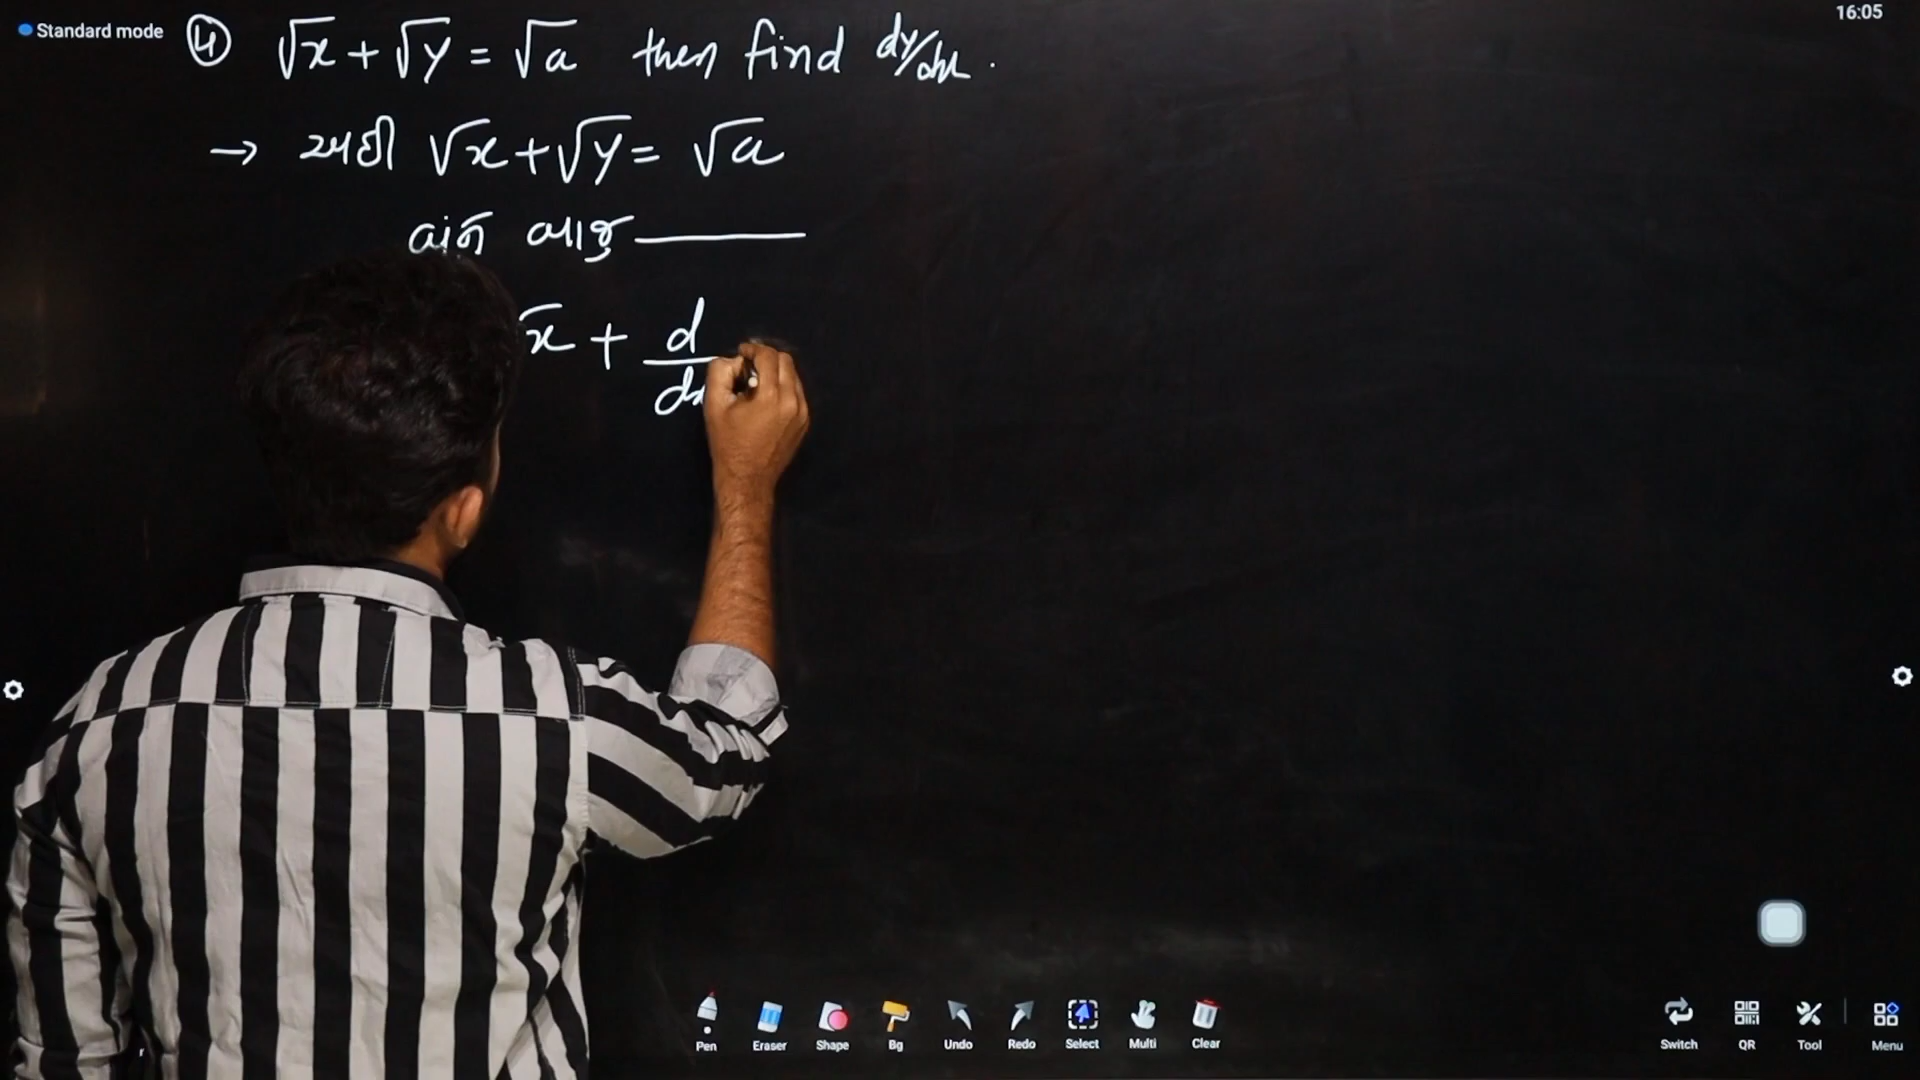 Standard mode
16:05
④ √x + √y = √a then find dy/dx.
→ અહીં √x + √y = √a
બંને બાજુ ———
√x + d/dx
Pen Eraser Shape Bg Undo Redo Select Multi Clear
Switch QR Tool Menu